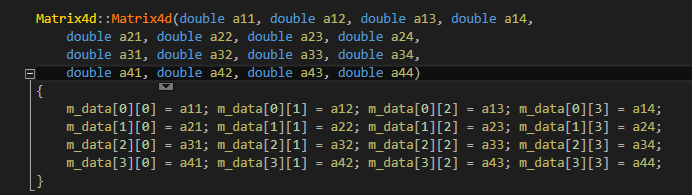 Matrix4d::Matrix4d(double a11, double a12, double a13, double a14,
double a21, double a22, double a23, double a24,
double a31, double a32, double a33, double a34,
double a41, double a42, double a43, double a44)
{
m_data[0][0] = a11; m_data[0][1] = a12; m_data[0][2] = a13; m_data[0][3] = a14;
m_data[1][0] = a21; m_data[1][1] = a22; m_data[1][2] = a23; m_data[1][3] = a24;
m_data[2][0] = a31; m_data[2][1] = a32; m_data[2][2] = a33; m_data[2][3] = a34;
m_data[3][0] = a41; m_data[3][1] = a42; m_data[3][2] = a43; m_data[3][3] = a44;
}